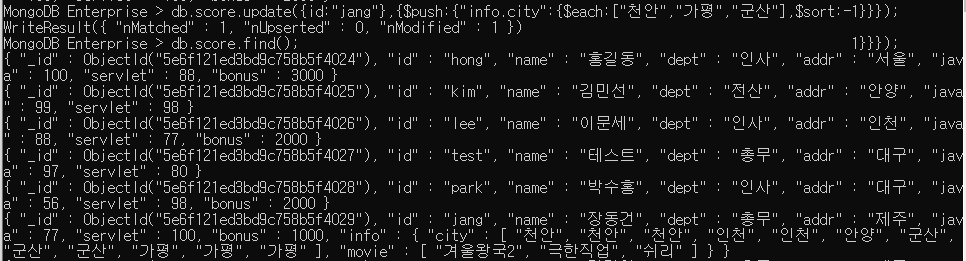 MongoDB Enterprise > db.score.update({id:"jang"},{$push:{"info.city":{$each:["천안","가평","군산"],$sort:-1}}});
WriteResult({ "nMatched" : 1, "nUpserted" : 0, "nModified" : 1 })
MongoDB Enterprise > db.score.find(); 1}}});
{ "_id" : ObjectId("5e6f121ed3bd9c758b5f4024"), "id" : "hong", "name" : "홍길동", "dept" : "인사", "addr" : "서울", "jav
a" : 100, "servlet" : 88, "bonus" : 3000 }
{ "_id" : ObjectId("5e6f121ed3bd9c758b5f4025"), "id" : "kim", "name" : "김민선", "dept" : "전산", "addr" : "안양", "java
" : 99, "servlet" : 98 }
{ "_id" : ObjectId("5e6f121ed3bd9c758b5f4026"), "id" : "lee", "name" : "이문세", "dept" : "인사", "addr" : "인천", "java
" : 88, "servlet" : 77, "bonus" : 2000 }
{ "_id" : ObjectId("5e6f121ed3bd9c758b5f4027"), "id" : "test", "name" : "테스트", "dept" : "총무", "addr" : "대구", "jav
a" : 97, "servlet" : 80 }
{ "_id" : ObjectId("5e6f121ed3bd9c758b5f4028"), "id" : "park", "name" : "박수홍", "dept" : "인사", "addr" : "대구", "jav
a" : 56, "servlet" : 98, "bonus" : 2000 }
{ "_id" : ObjectId("5e6f121ed3bd9c758b5f4029"), "id" : "jang", "name" : "장동건", "dept" : "총무", "addr" : "제주", "jav
a" : 77, "servlet" : 100, "bonus" : 1000, "info" : { "city" : [ "천안", "천안", "천안", "인천", "인천", "안양", "군산",
"군산", "군산", "가평", "가평", "가평" ], "movie" : [ "겨울왕국2", "극한직업", "쉬리" ] } }